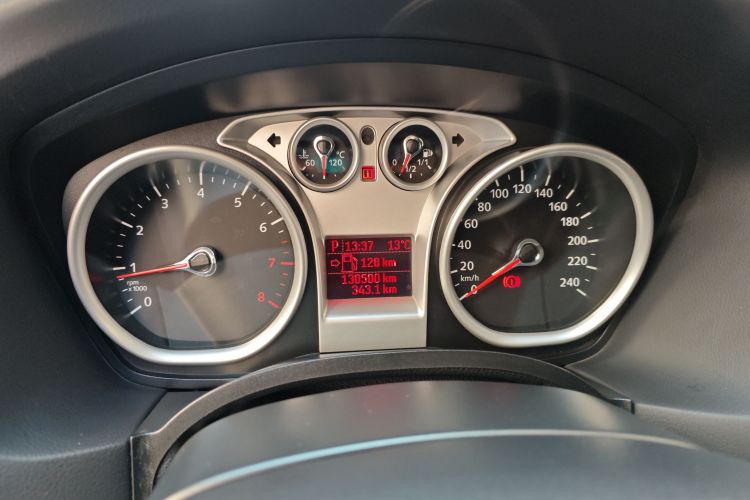 60 120 °C
0 1/2 1/1
0 1 2 3 4 5 6 7 8
rpm
x1000
P 13:37 13°C
128 km
130500 km
343.1 km
0 20 40 60 80 100 120 140 160 180 200 220 240
km/h